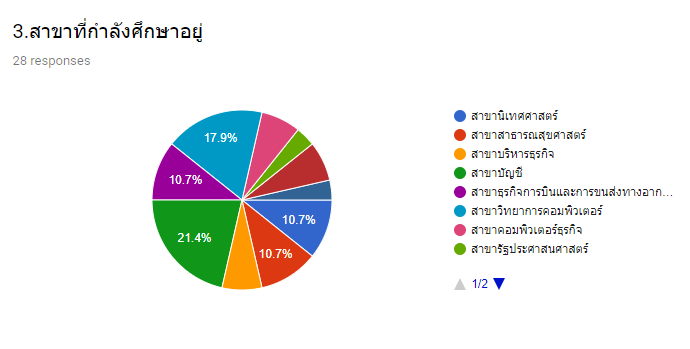 3.สาขาที่กำลังศึกษาอยู่
28 responses
17.9%
10.7%
21.4%
10.7%
10.7%
สาขานิเทศศาสตร์
สาขาสาธารณสุขศาสตร์
สาขาบริหารธุรกิจ
สาขาบัญชี
สาขาธุรกิจการบินและการขนส่งทางอาก...
สาขาวิทยาการคอมพิวเตอร์
สาขาคอมพิวเตอร์ธุรกิจ
สาขารัฐประศาสนศาสตร์
1/2